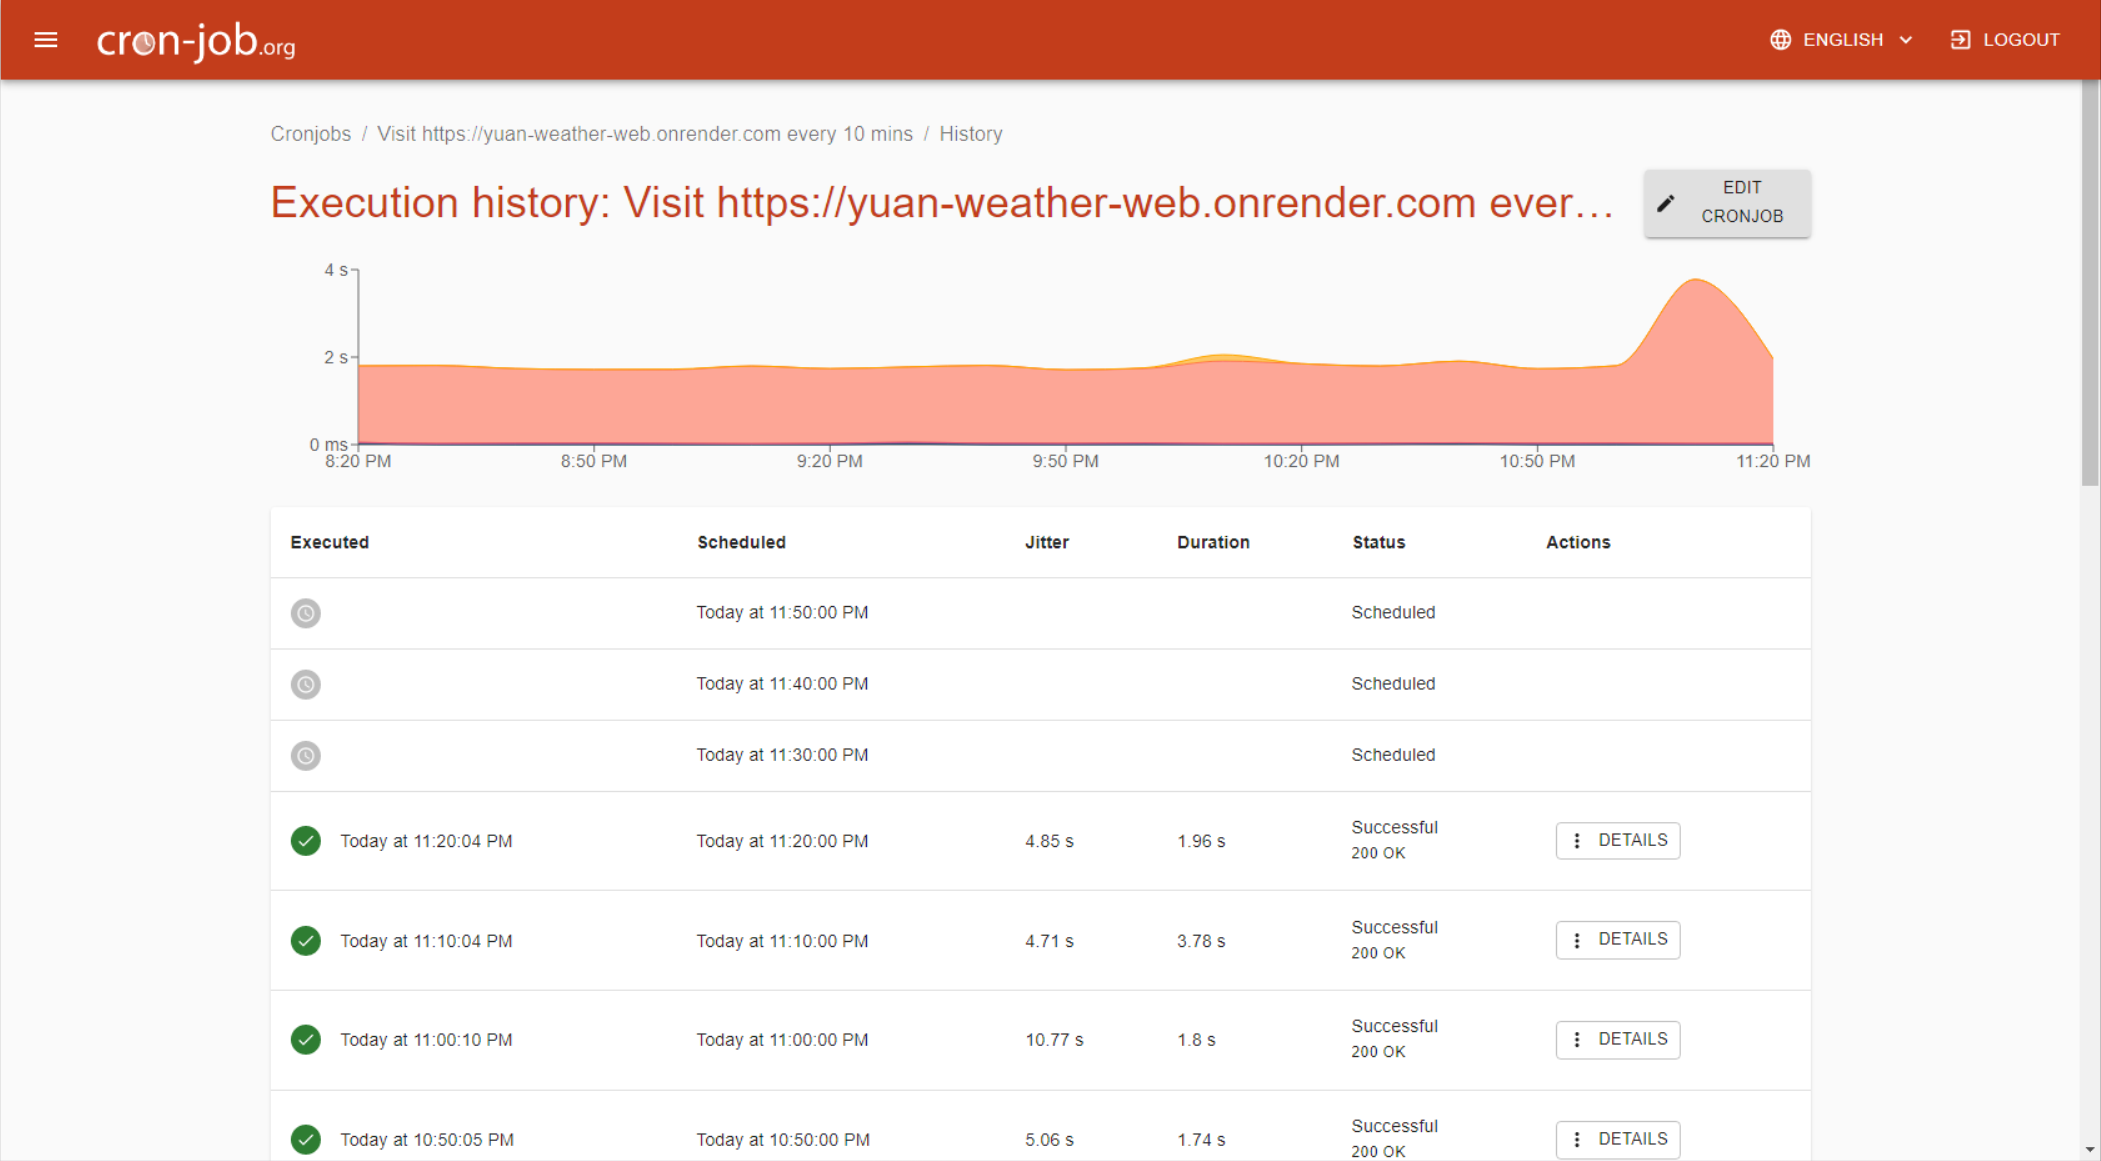 cron-job.org
ENGLISH
LOGOUT
Cronjobs / Visit https://yuan-weather-web.onrender.com every 10 mins / History
Execution history: Visit https://yuan-weather-web.onrender.com ever...
EDIT
CRONJOB
4 s
2 s
0 ms
8:20 PM 8:50 PM 9:20 PM 9:50 PM 10:20 PM 10:50 PM 11:20 PM
Executed Scheduled Jitter Duration Status Actions
Today at 11:50:00 PM Scheduled
Today at 11:40:00 PM Scheduled
Today at 11:30:00 PM Scheduled
Today at 11:20:04 PM Today at 11:20:00 PM 4.85 s 1.96 s Successful DETAILS
200 OK
Today at 11:10:04 PM Today at 11:10:00 PM 4.71 s 3.78 s Successful DETAILS
200 OK
Today at 11:00:10 PM Today at 11:00:00 PM 10.77 s 1.8 s Successful DETAILS
200 OK
Today at 10:50:05 PM Today at 10:50:00 PM 5.06 s 1.74 s Successful DETAILS
200 OK